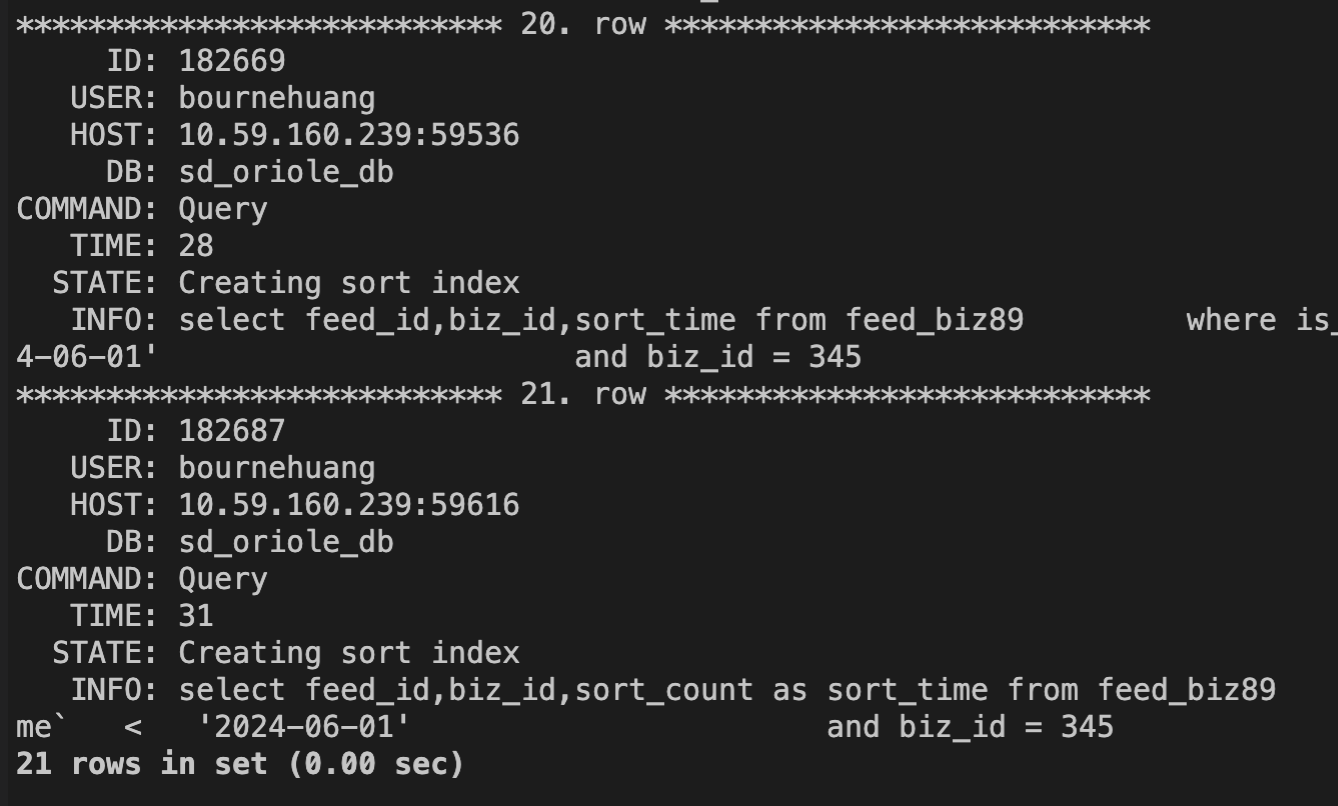 *************************** 20. row ***************************
     ID: 182669
   USER: bournehuang
   HOST: 10.59.160.239:59536
     DB: sd_oriole_db
COMMAND: Query
   TIME: 28
  STATE: Creating sort index
   INFO: select feed_id,biz_id,sort_time from feed_biz89         where is_
4-06-01'                       and biz_id = 345
*************************** 21. row ***************************
     ID: 182687
   USER: bournehuang
   HOST: 10.59.160.239:59616
     DB: sd_oriole_db
COMMAND: Query
   TIME: 31
  STATE: Creating sort index
   INFO: select feed_id,biz_id,sort_count as sort_time from feed_biz89
me`   <   '2024-06-01'                       and biz_id = 345
21 rows in set (0.00 sec)